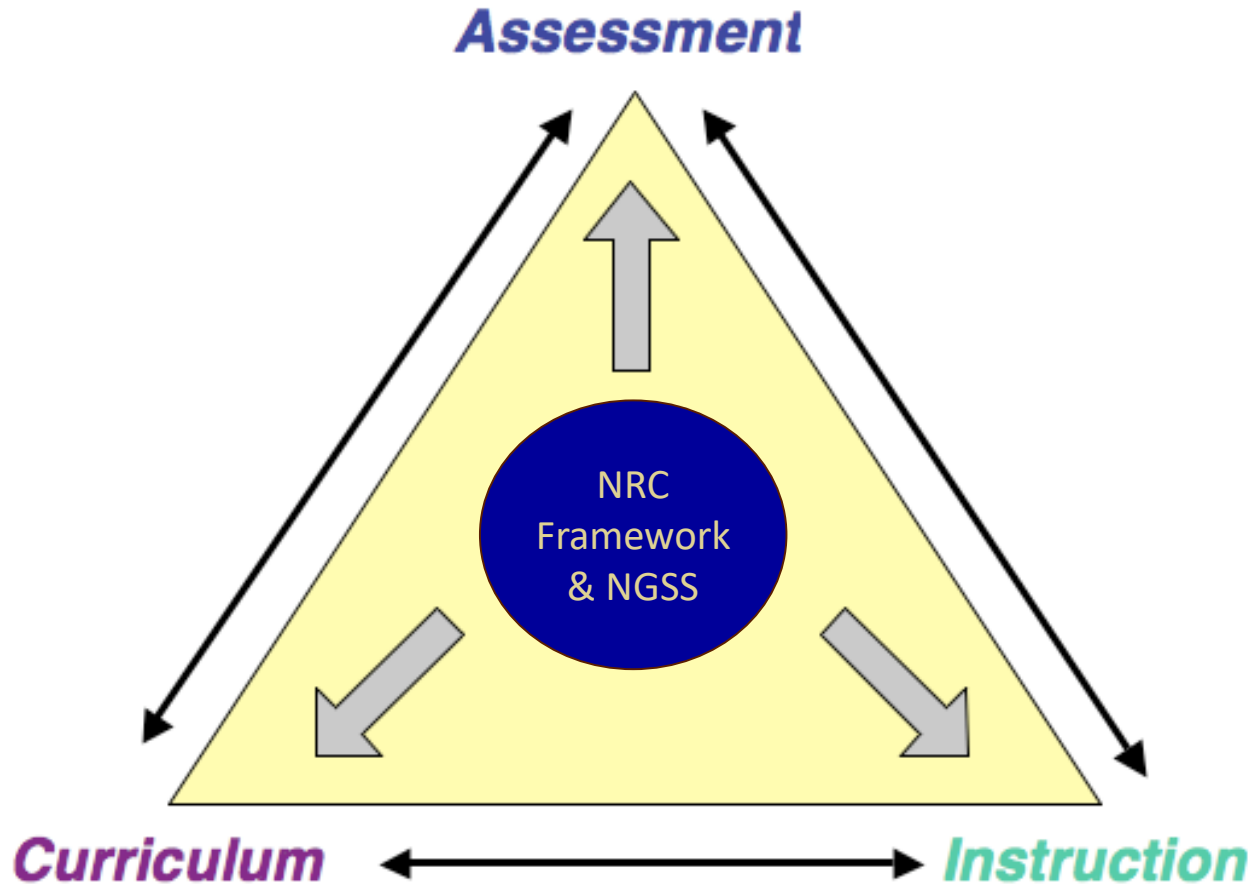 Assessment
NRC
Framework
& NGSS
Curriculum
Instruction